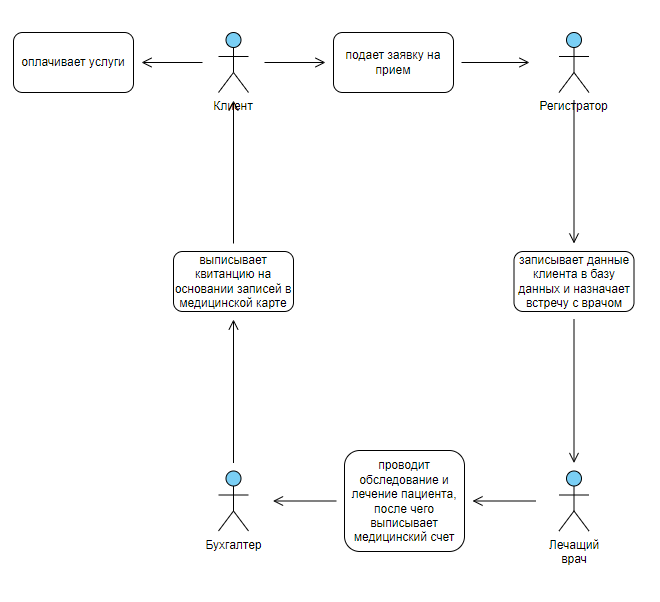 оплачивает услуги
Клиент
подает заявку на
прием
Регистратор
выписывает
квитанцию на
основании записей в
медицинской карте
записывает данные
клиента в базу
данных и назначает
встречу с врачом
Бухгалтер
проводит
обследование и
лечение пациента,
после чего
выписывает
медицинский счет
Лечащий
врач